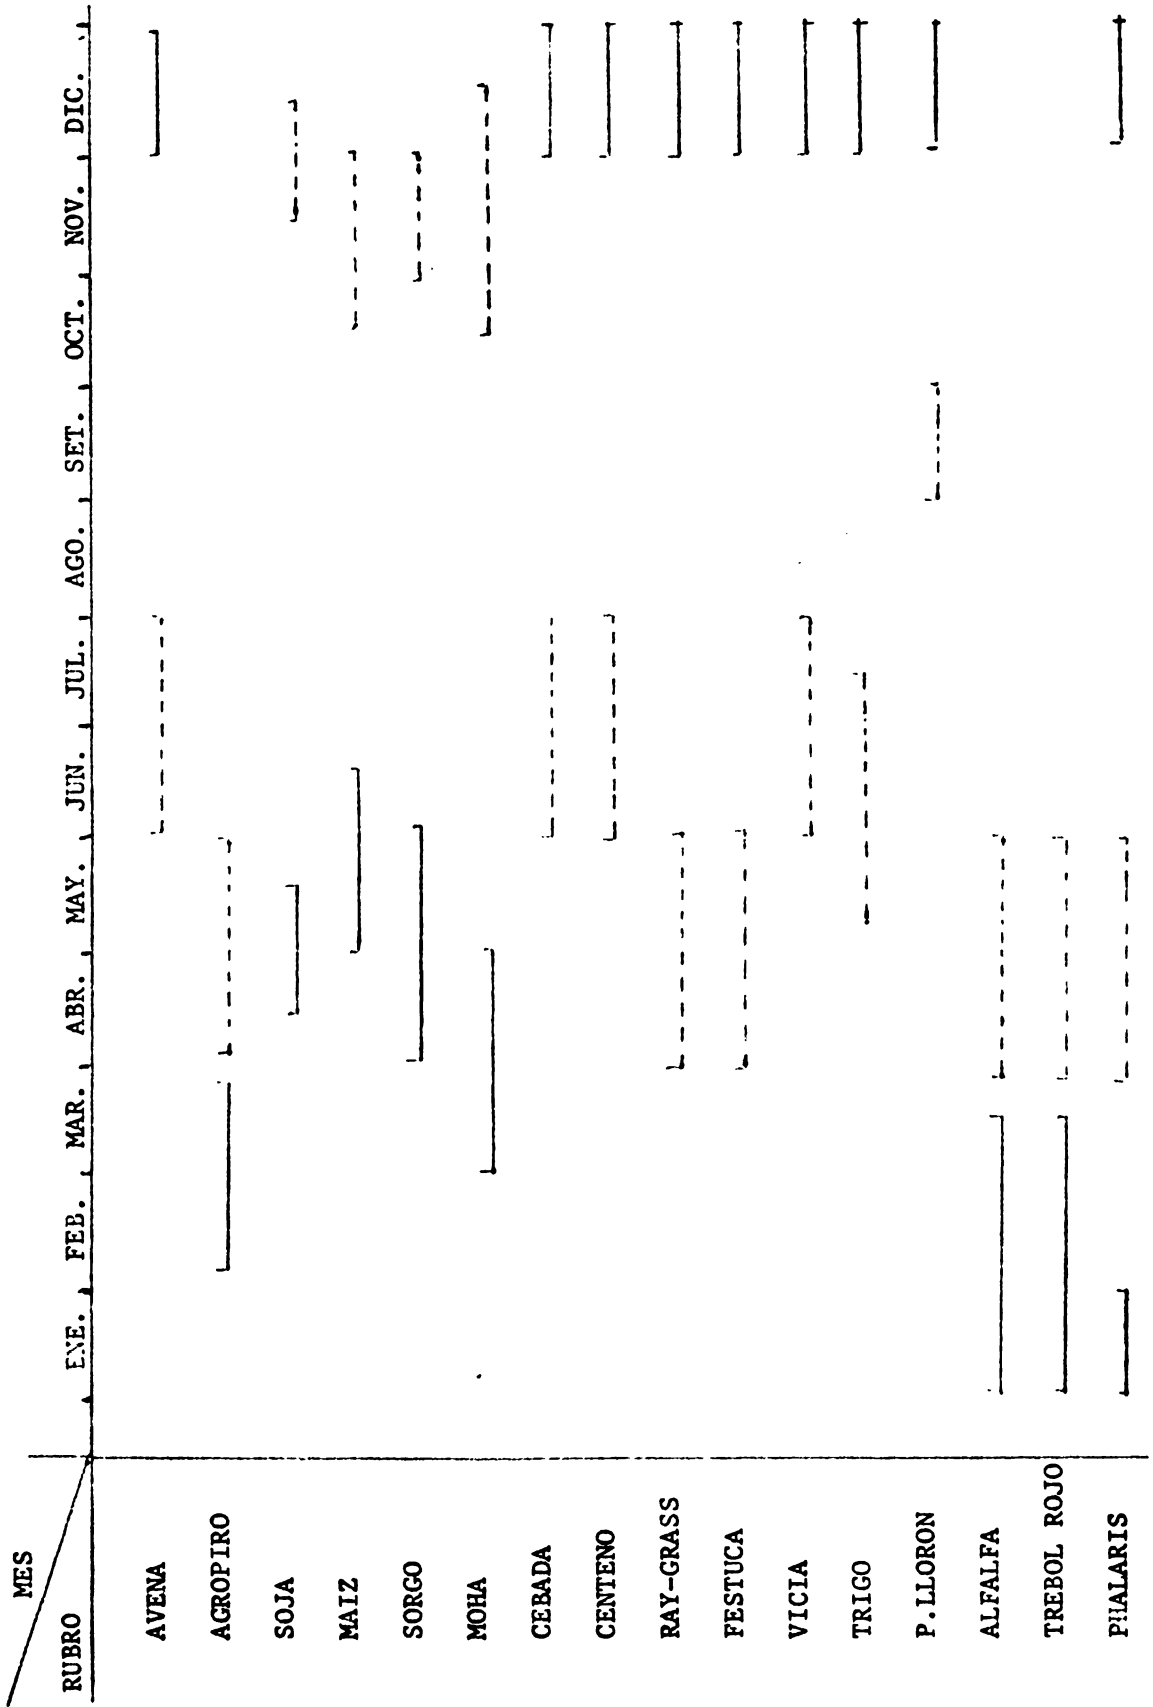 MES
RUBRO
ENE. FEB. MAR. ABR. MAY. JUN. JUL. AGO. SET. OCT. NOV. DIC.
AVENA
AGROPIRO
SOJA
MAIZ
SORGO
MOHA
CEBADA
CENTENO
RAY-GRASS
FESTUCA
VICIA
TRIGO
P.LLORON
ALFALFA
TREBOL ROJO
PHALARIS